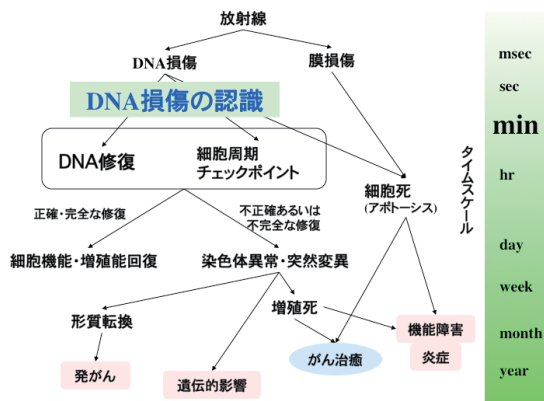 放射線
DNA損傷
膜損傷
DNA損傷の認識
DNA修復
細胞周期
チェックポイント
細胞死
(アポトーシス)
正確・完全な修復
不正確あるいは
不完全な修復
細胞機能・増殖能回復
染色体異常・突然変異
形質転換
増殖死
機能障害
炎症
発がん
遺伝的影響
がん治癒
タイムスケール
msec
sec
min
hr
day
week
month
year